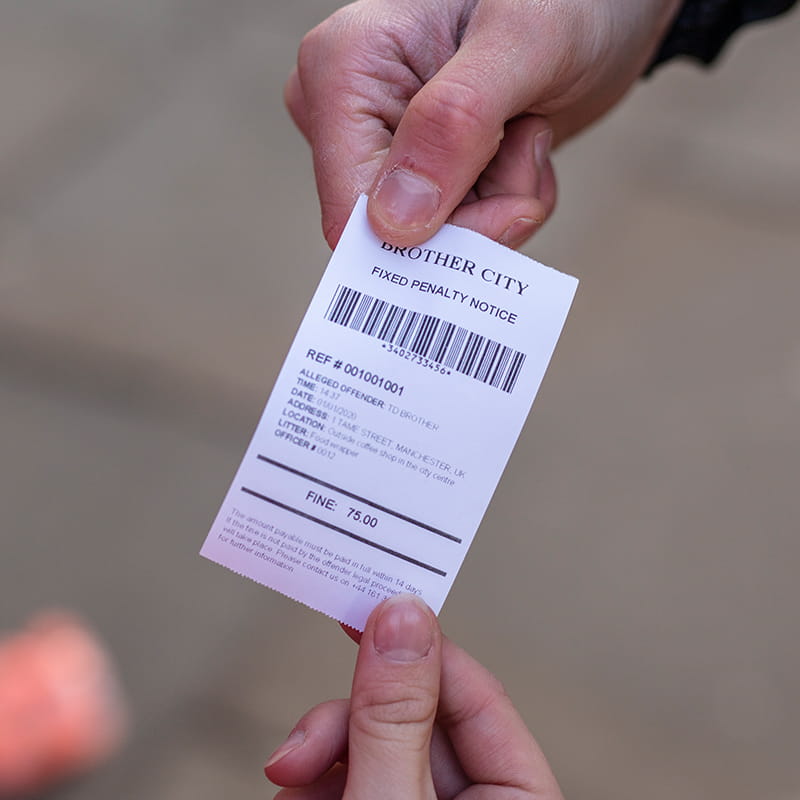 BROTHER CITY
FIXED PENALTY NOTICE
*3402733456*
REF # 001001001
ALLEGED OFFENDER: TD BROTHER
TIME: 14:37
DATE: 01/01/2020
ADDRESS: 1 TAME STREET, MANCHESTER, UK
LOCATION: Outside coffee shop in the city centre
LITTER: Food wrapper
OFFICER # 0012
FINE: 75.00
The amount payable must be paid in full within 14 days
If the fine is not paid by the offender legal
will take place. Please contact us on +44 161
for further information